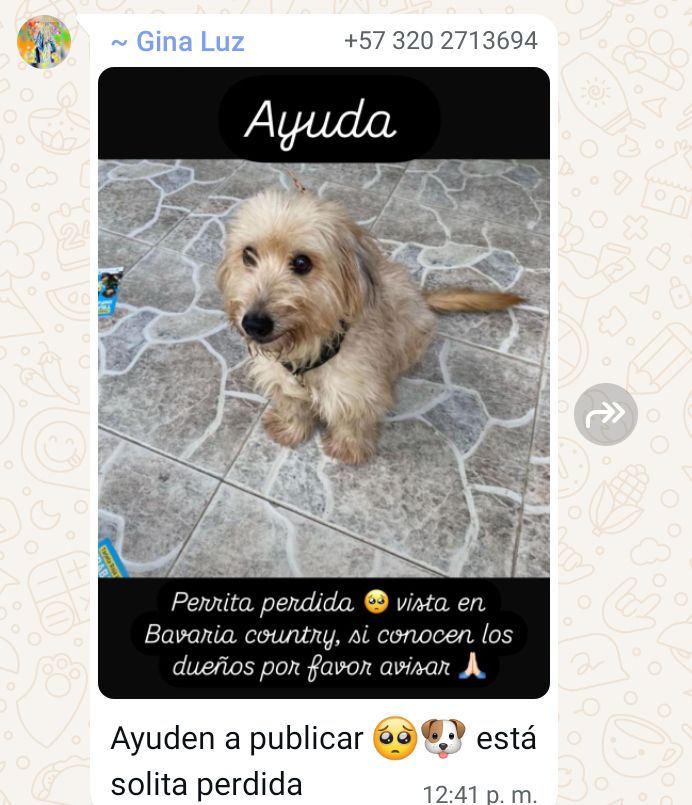 ~ Gina Luz
+57 320 2713694
Ayuda
Perrita perdida 🥺 vista en
Bavaria country, si conocen los
dueños por favor avisar 🙏🏻
Ayuden a publicar 🥺🐶 está
solita perdida
12:41 p. m.